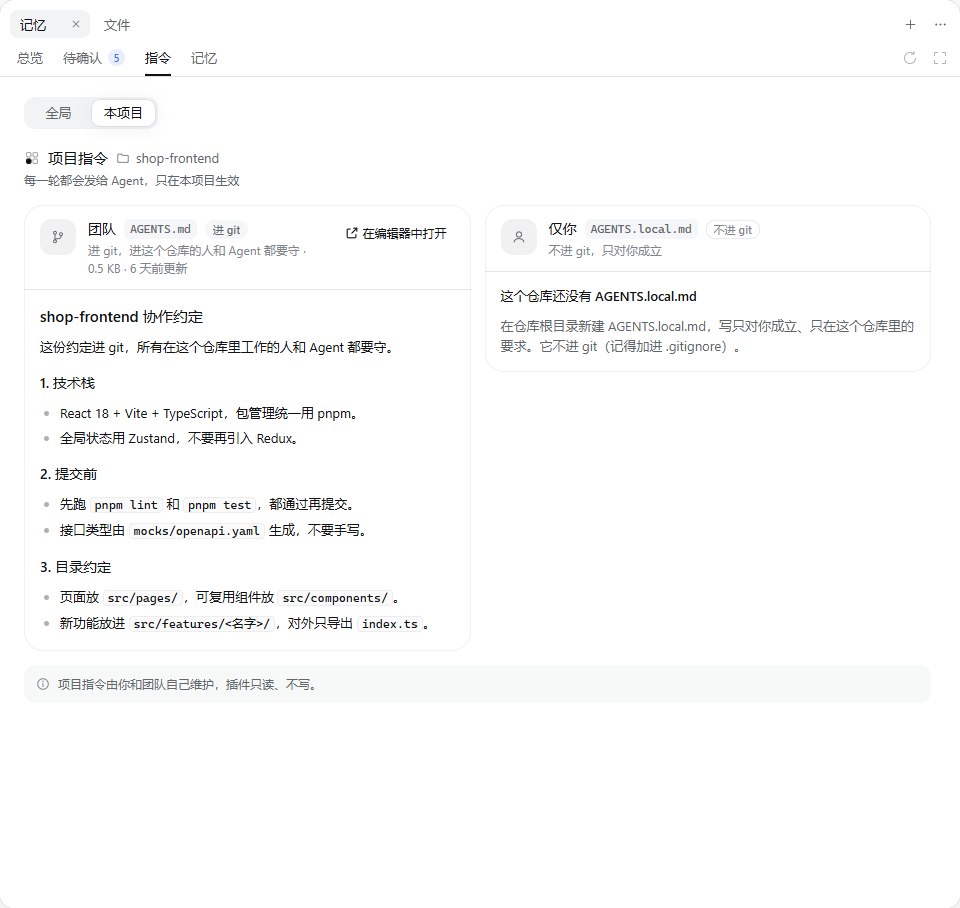 记忆
文件
总览
待确认 5
指令
记忆
全局
本项目
项目指令 shop-frontend
每一轮都会发给 Agent，只在本项目生效
团队 AGENTS.md 进 git
在编辑器中打开
进 git，进这个仓库的人和 Agent 都要守 ·
0.5 KB · 6 天前更新
shop-frontend 协作约定
这份约定进 git，所有在这个仓库里工作的人和 Agent 都要守。
1. 技术栈
React 18 + Vite + TypeScript，包管理统一用 pnpm。
全局状态用 Zustand，不要再引入 Redux。
2. 提交前
先跑 pnpm lint 和 pnpm test，都通过再提交。
接口类型由 mocks/openapi.yaml 生成，不要手写。
3. 目录约定
页面放 src/pages/，可复用组件放 src/components/。
新功能放进 src/features/<名字>/，对外只导出 index.ts。
仅你 AGENTS.local.md 不进 git
不进 git，只对你成立
这个仓库还没有 AGENTS.local.md
在仓库根目录新建 AGENTS.local.md，写只对你成立、只在这个仓库里的
要求。它不进 git（记得加进 .gitignore）。
项目指令由你和团队自己维护，插件只读、不写。